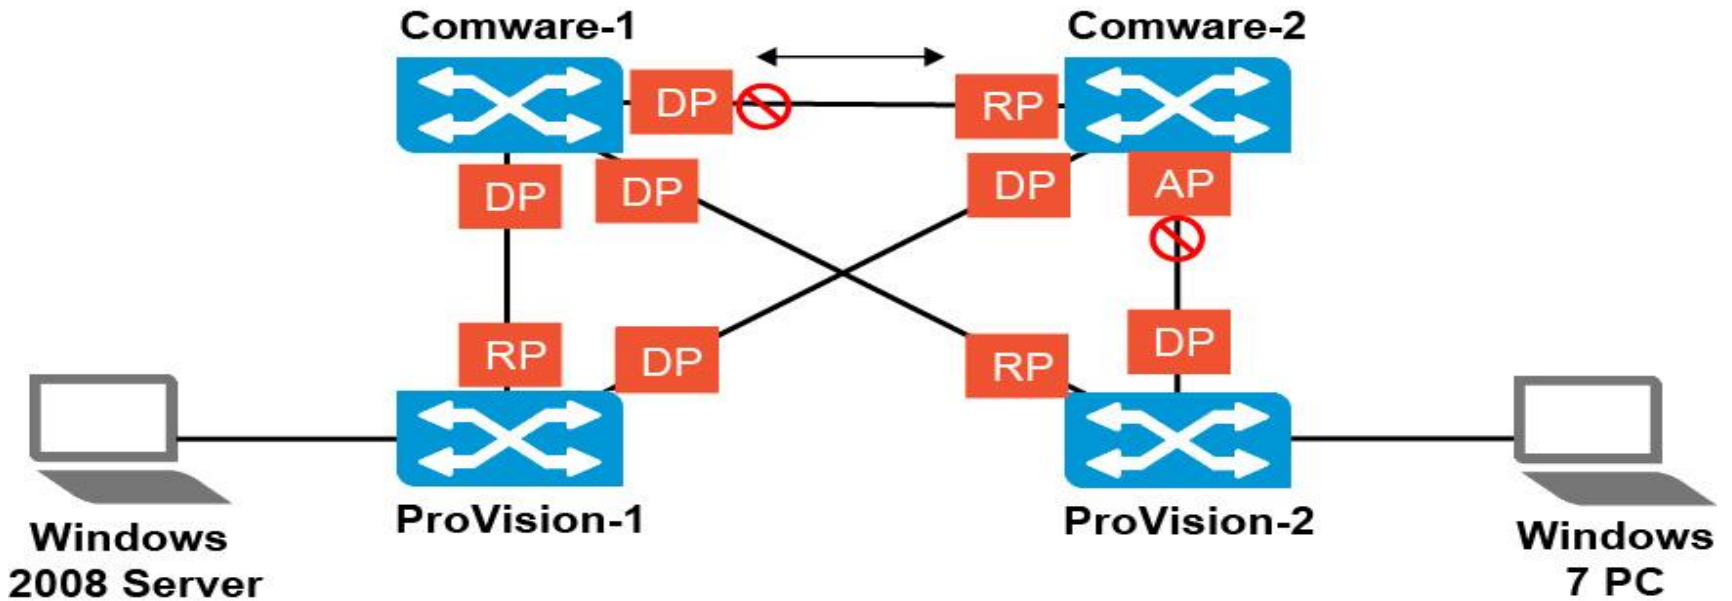 Comware-1
Comware-2
DP
RP
DP
DP
DP
AP
RP
DP
RP
DP
ProVision-1
ProVision-2
Windows
2008 Server
Windows
7 PC